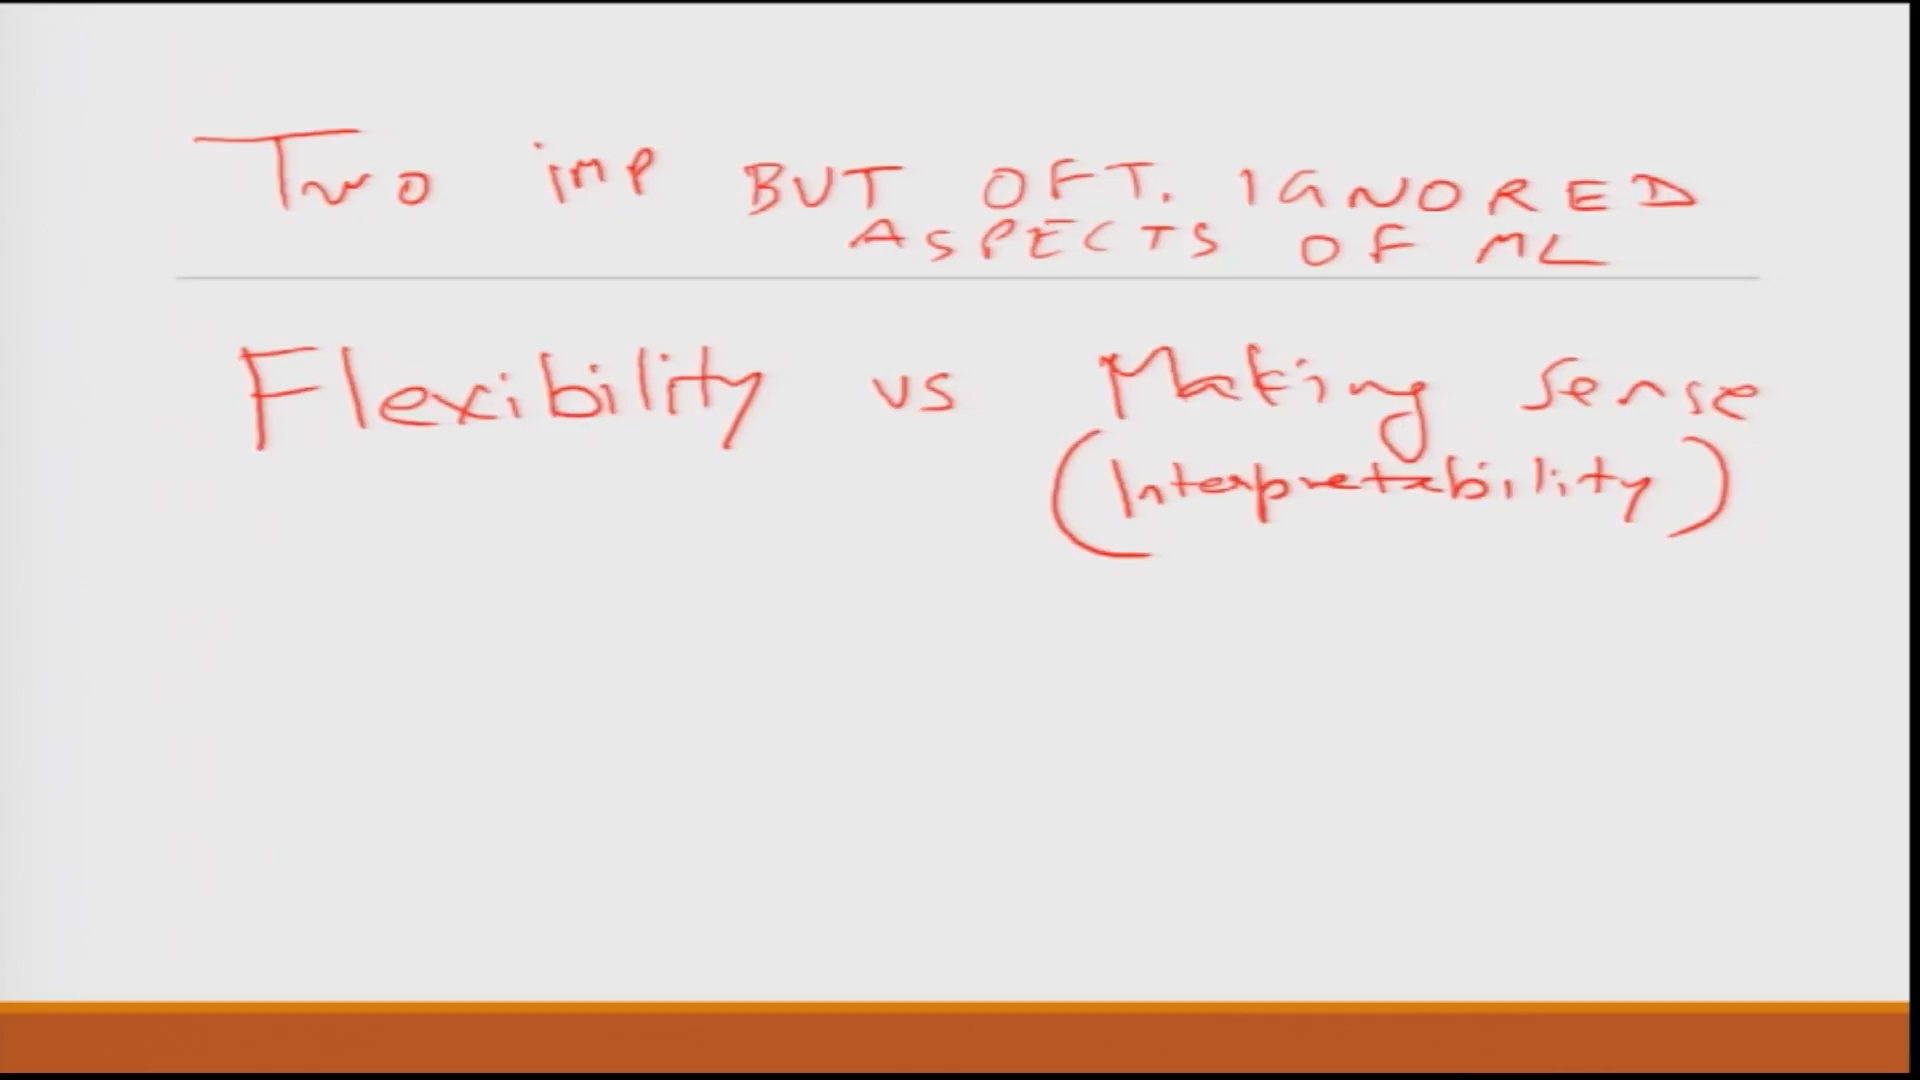 Two imp BUT OFT. IGNORED
ASPECTS OF ML
Flexibility vs Making sense
(Interpretability)